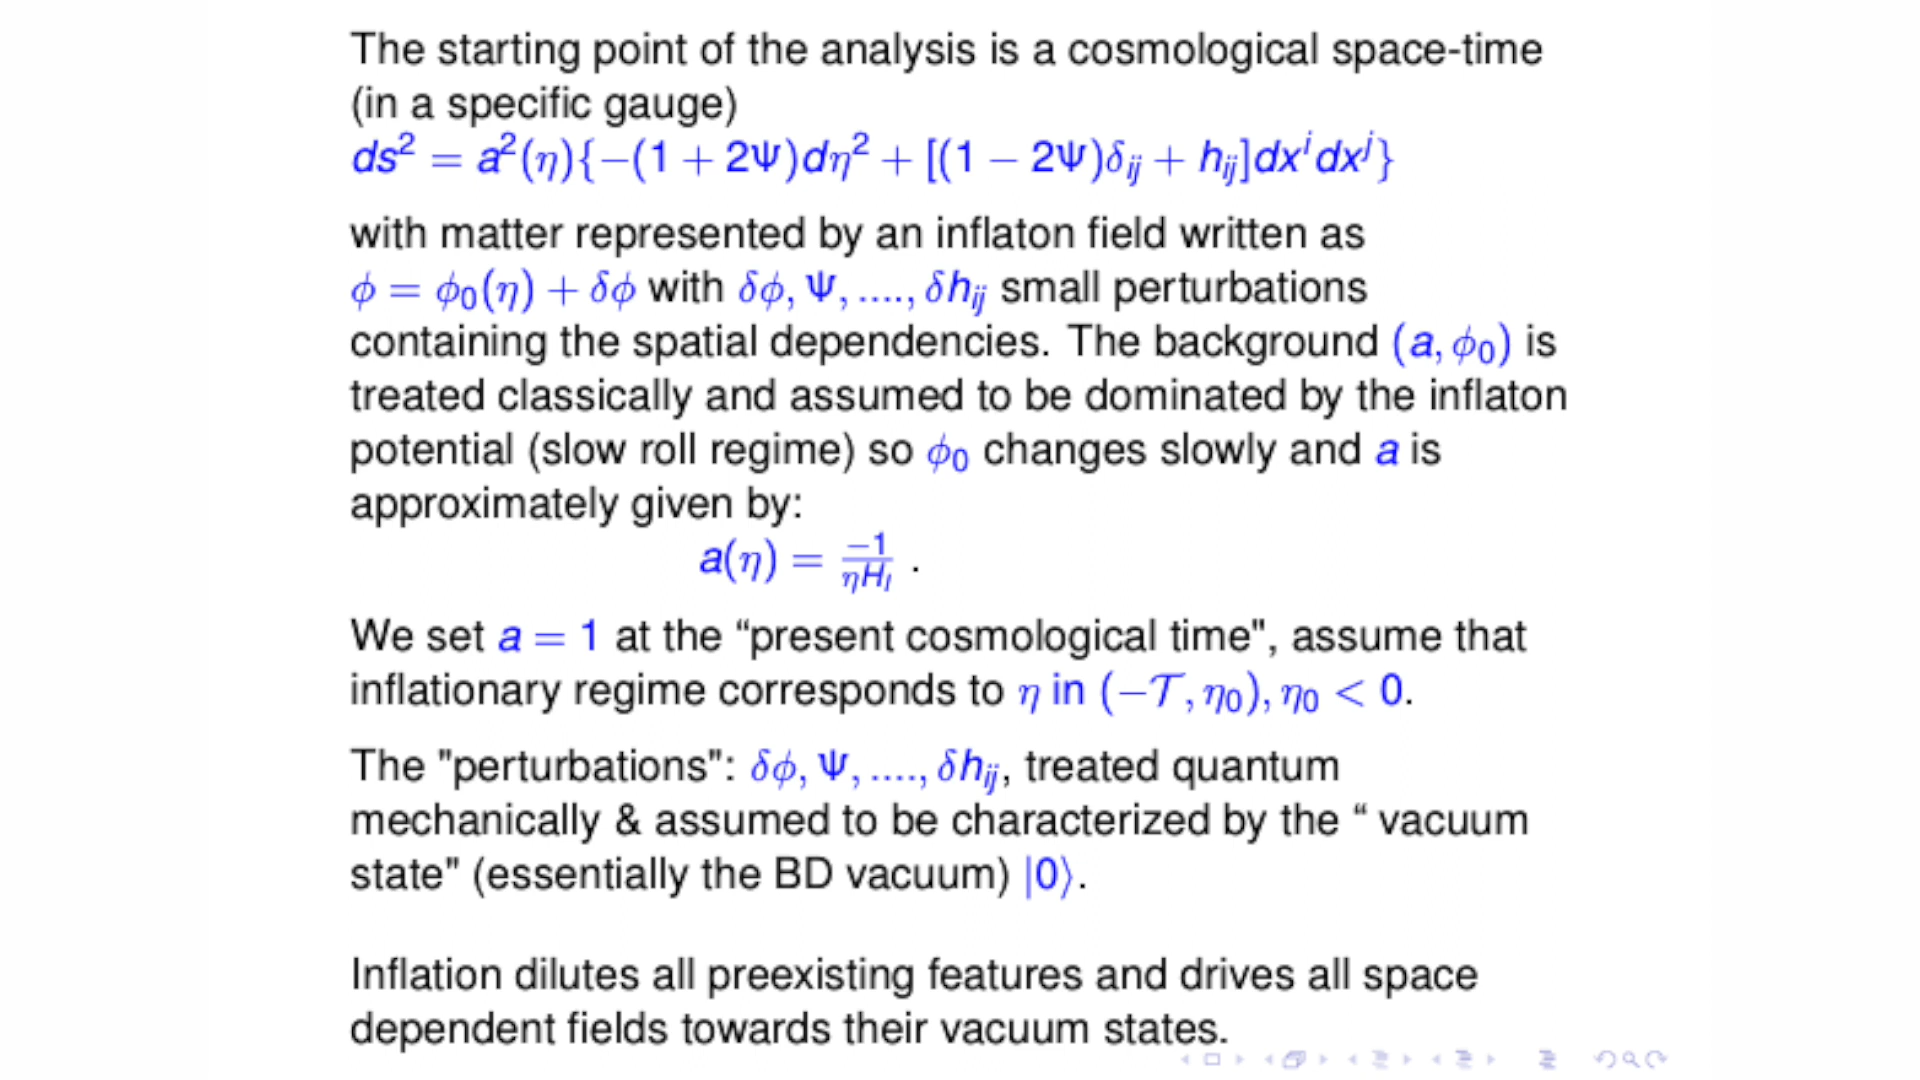 The starting point of the analysis is a cosmological space-time
(in a specific gauge)
ds² = a²(η){−(1 + 2Ψ)dη² + [(1 − 2Ψ)δ_ij + h_ij]dx^i dx^j}
with matter represented by an inflaton field written as
ϕ = ϕ₀(η) + δϕ with δϕ, Ψ, ...., δh_ij small perturbations
containing the spatial dependencies. The background (a, ϕ₀) is
treated classically and assumed to be dominated by the inflaton
potential (slow roll regime) so ϕ₀ changes slowly and a is
approximately given by:
a(η) = −1/(ηH_I) .
We set a = 1 at the “present cosmological time", assume that
inflationary regime corresponds to η in (−𝒯, η₀), η₀ < 0.
The "perturbations": δϕ, Ψ, ...., δh_ij, treated quantum
mechanically & assumed to be characterized by the “ vacuum
state" (essentially the BD vacuum) |0⟩.
Inflation dilutes all preexisting features and drives all space
dependent fields towards their vacuum states.